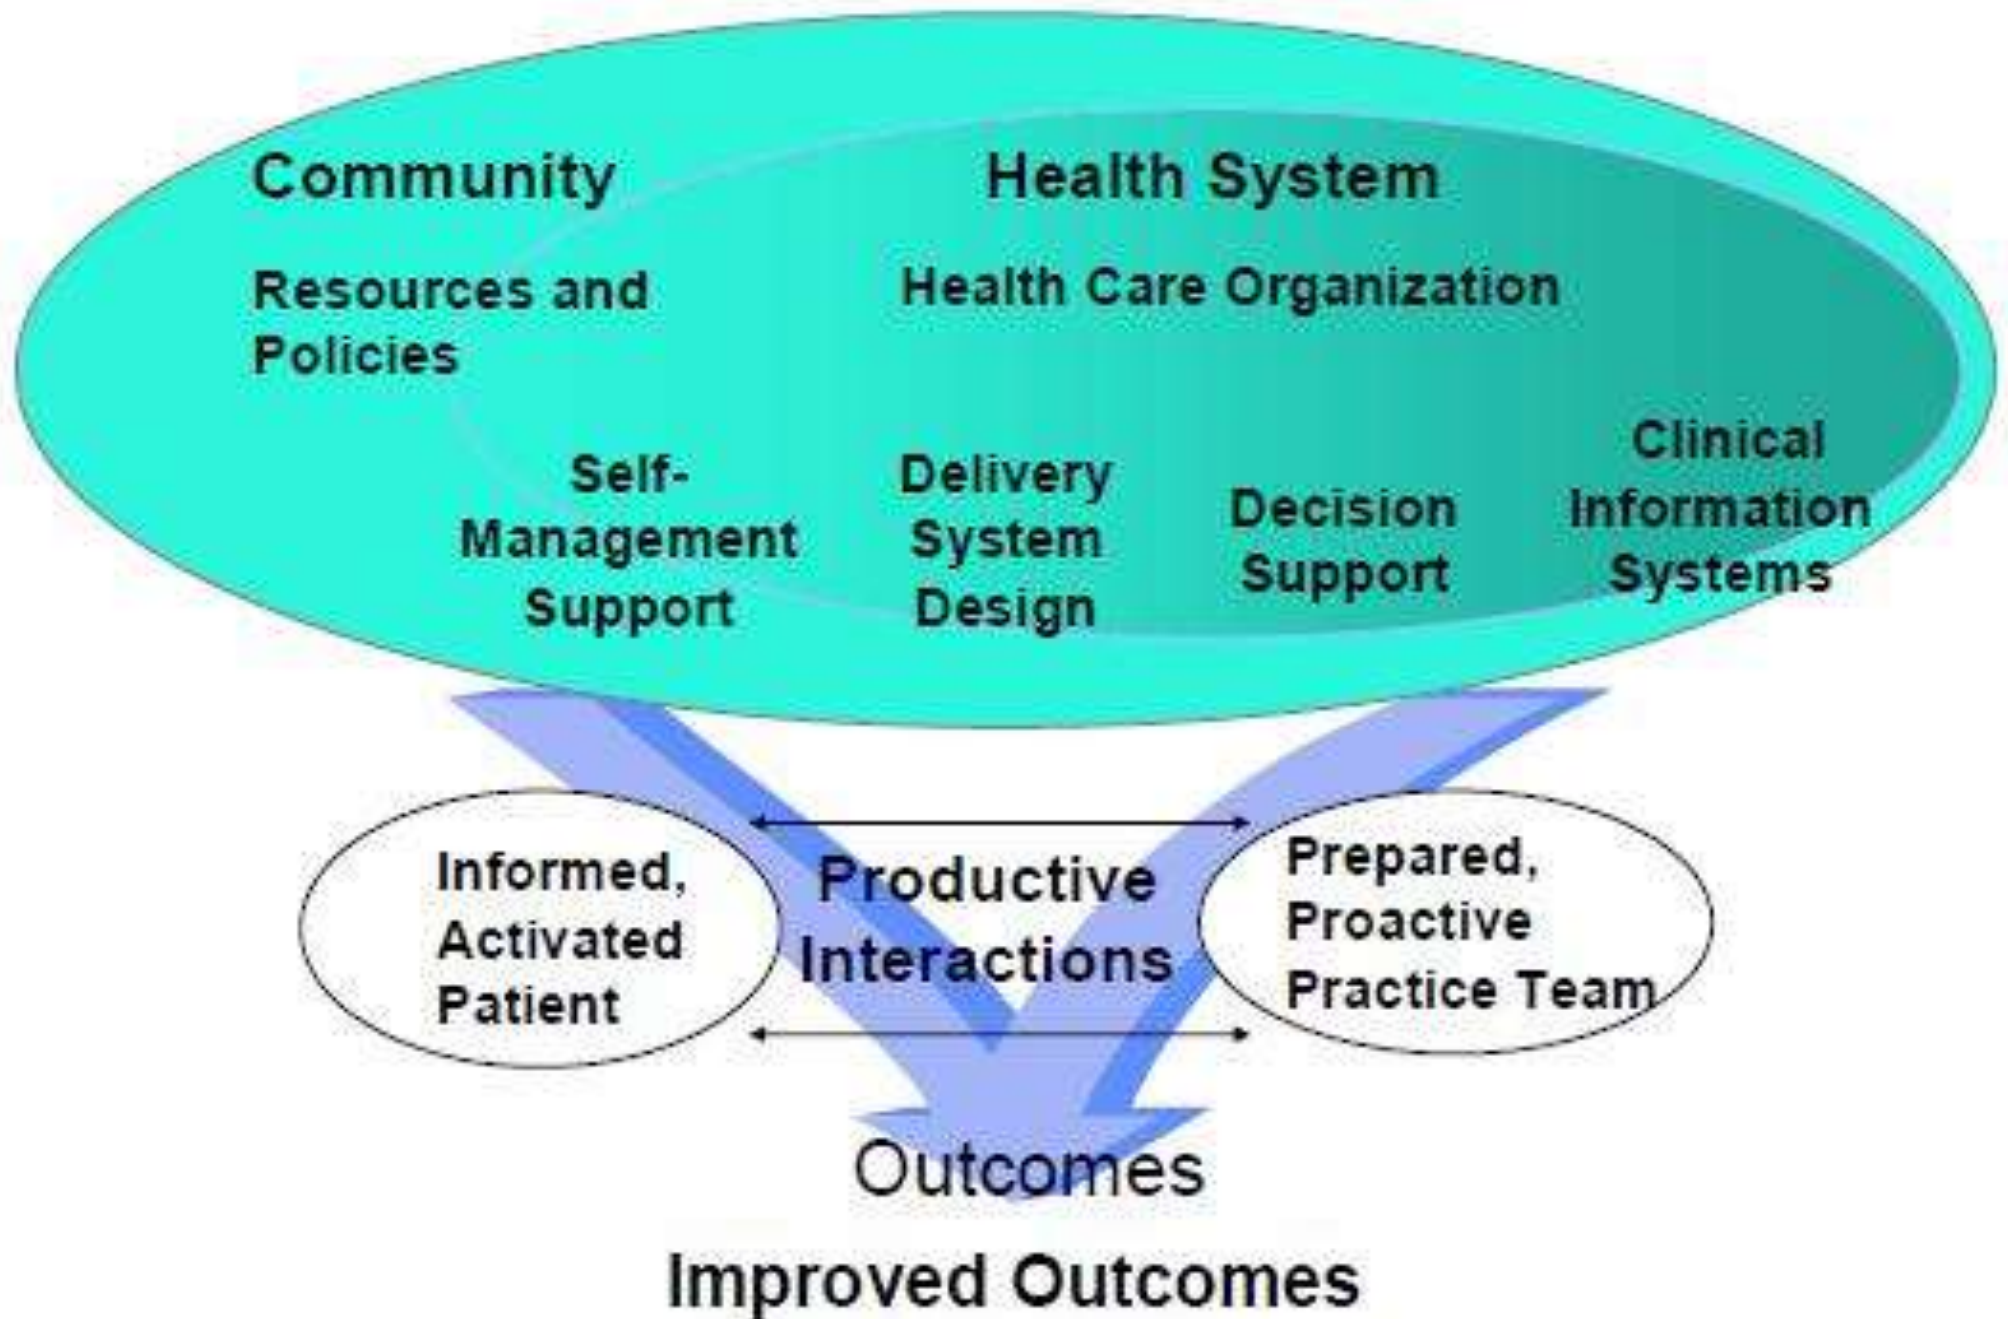 Community
Resources and
Policies
Health System
Health Care Organization
Self-
Management
Support
Delivery
System
Design
Decision
Support
Clinical
Information
Systems
Informed,
Activated
Patient
Productive
Interactions
Prepared,
Proactive
Practice Team
Outcomes
Improved Outcomes